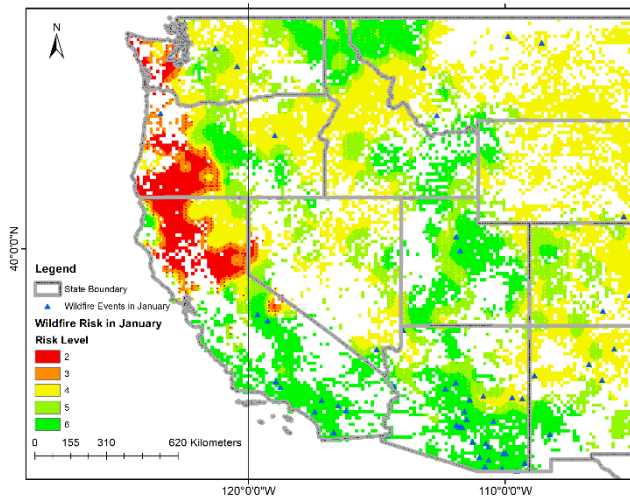 N
40°0'0"N
Legend
State Boundary
Wildfire Events in January
Wildfire Risk in January
Risk Level
2
3
4
5
6
0 155 310 620 Kilometers
120°0'0"W 110°0'0"W